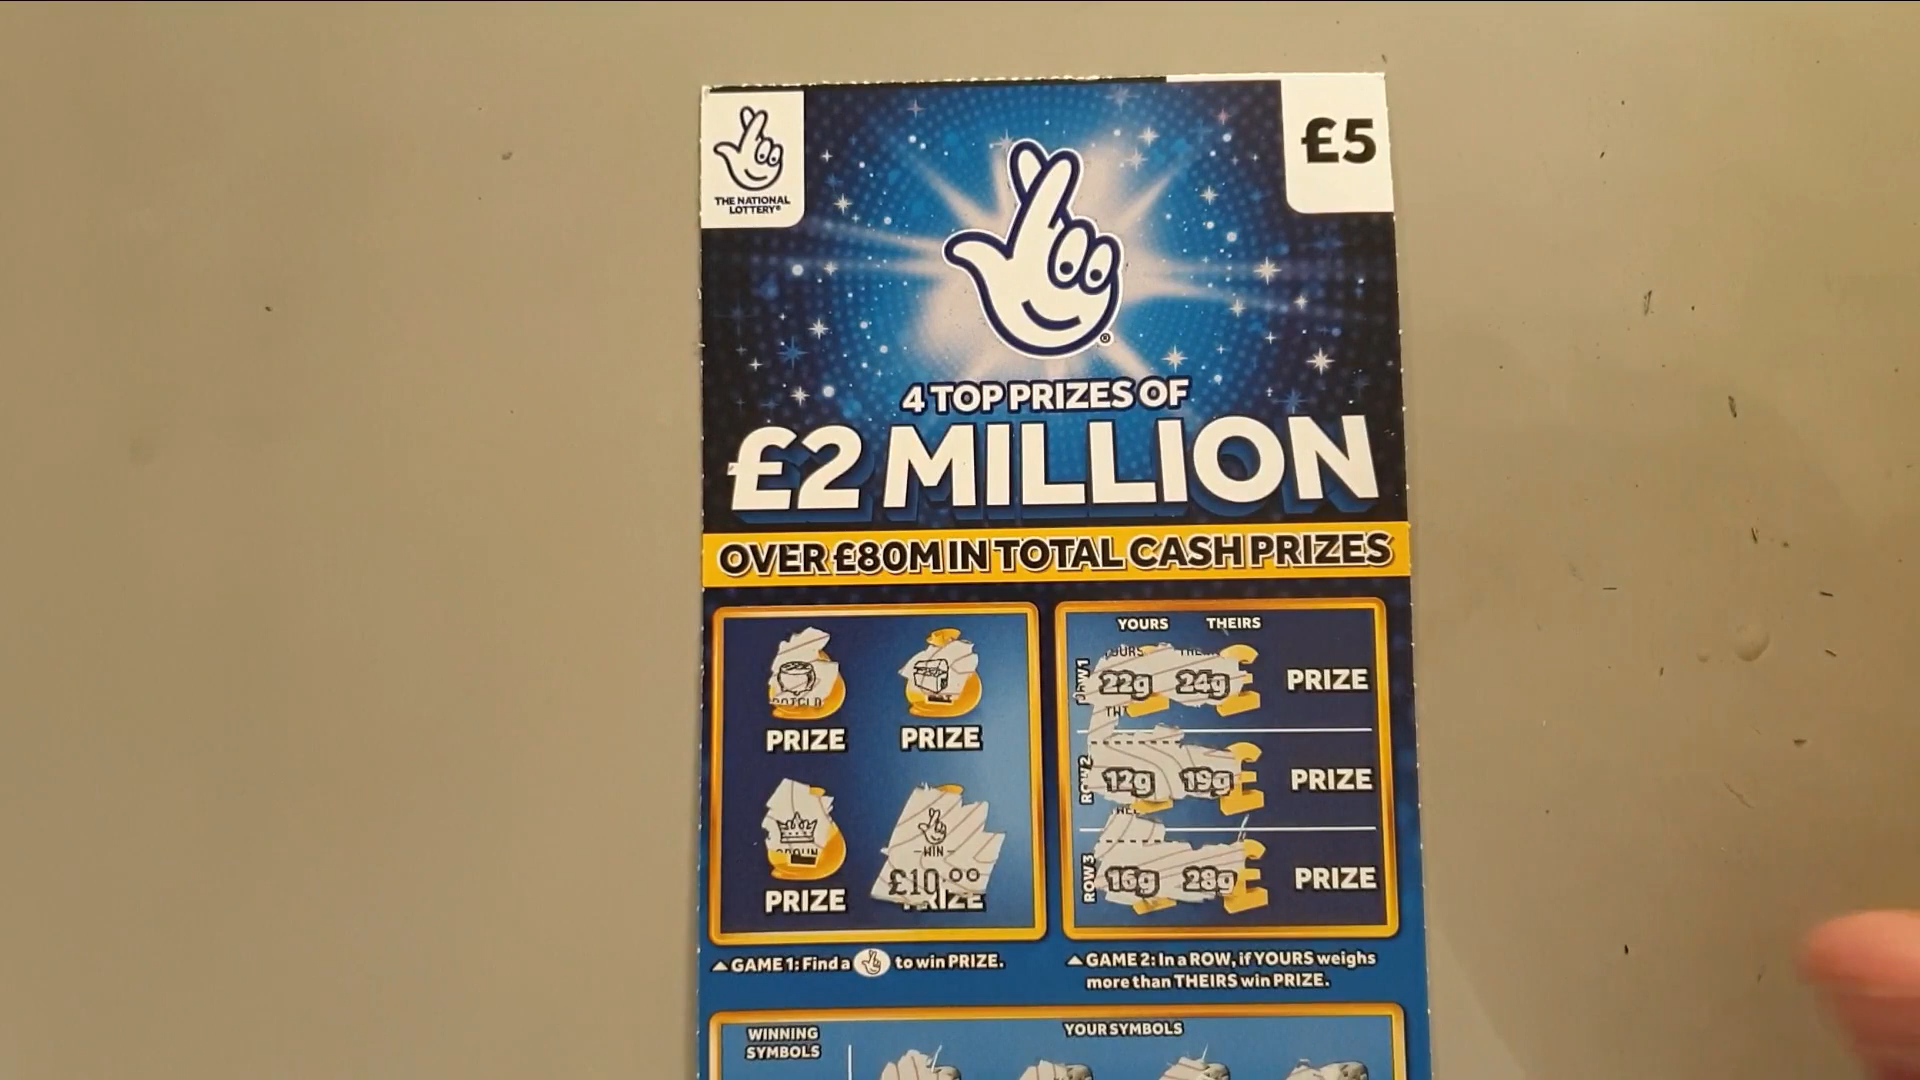 THE NATIONAL
LOTTERY®
£5
4 TOP PRIZES OF
£2 MILLION
OVER £80M IN TOTAL CASH PRIZES
PRIZE
PRIZE
CROWN
PRIZE
WIN
£10.00
PRIZE
YOURS THEIRS
ROW 1
22g 24g
PRIZE
ROW 2
12g 19g
PRIZE
ROW 3
16g 28g
PRIZE
GAME 1: Find a to win PRIZE.
GAME 2: In a ROW, if YOURS weighs
more than THEIRS win PRIZE.
WINNING
SYMBOLS
YOUR SYMBOLS